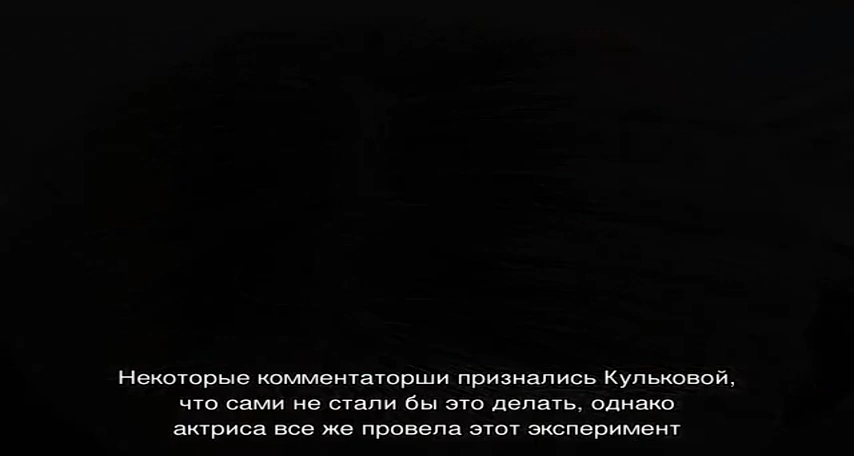 Некоторые комментаторши признались Кульковой,
что сами не стали бы это делать, однако
актриса все же провела этот эксперимент